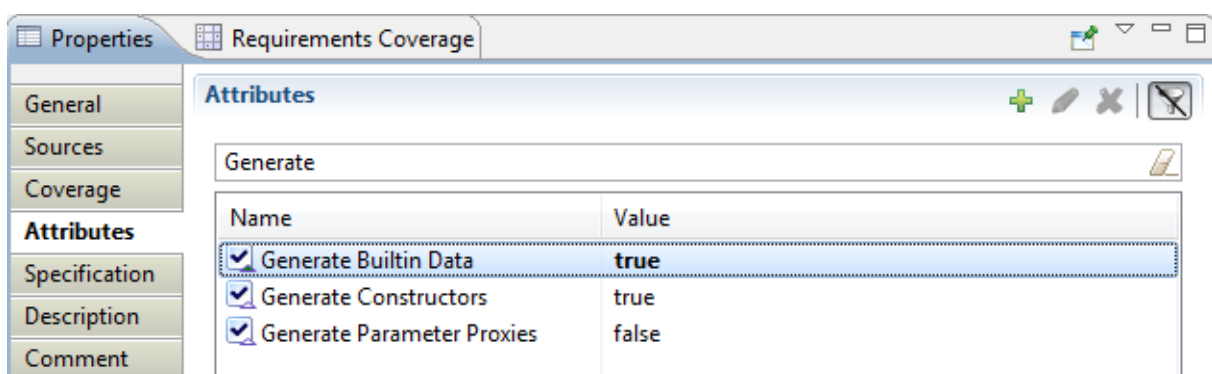 Properties Requirements Coverage
General
Sources
Coverage
Attributes
Specification
Description
Comment
Attributes
Generate
Name Value
Generate Builtin Data true
Generate Constructors true
Generate Parameter Proxies false